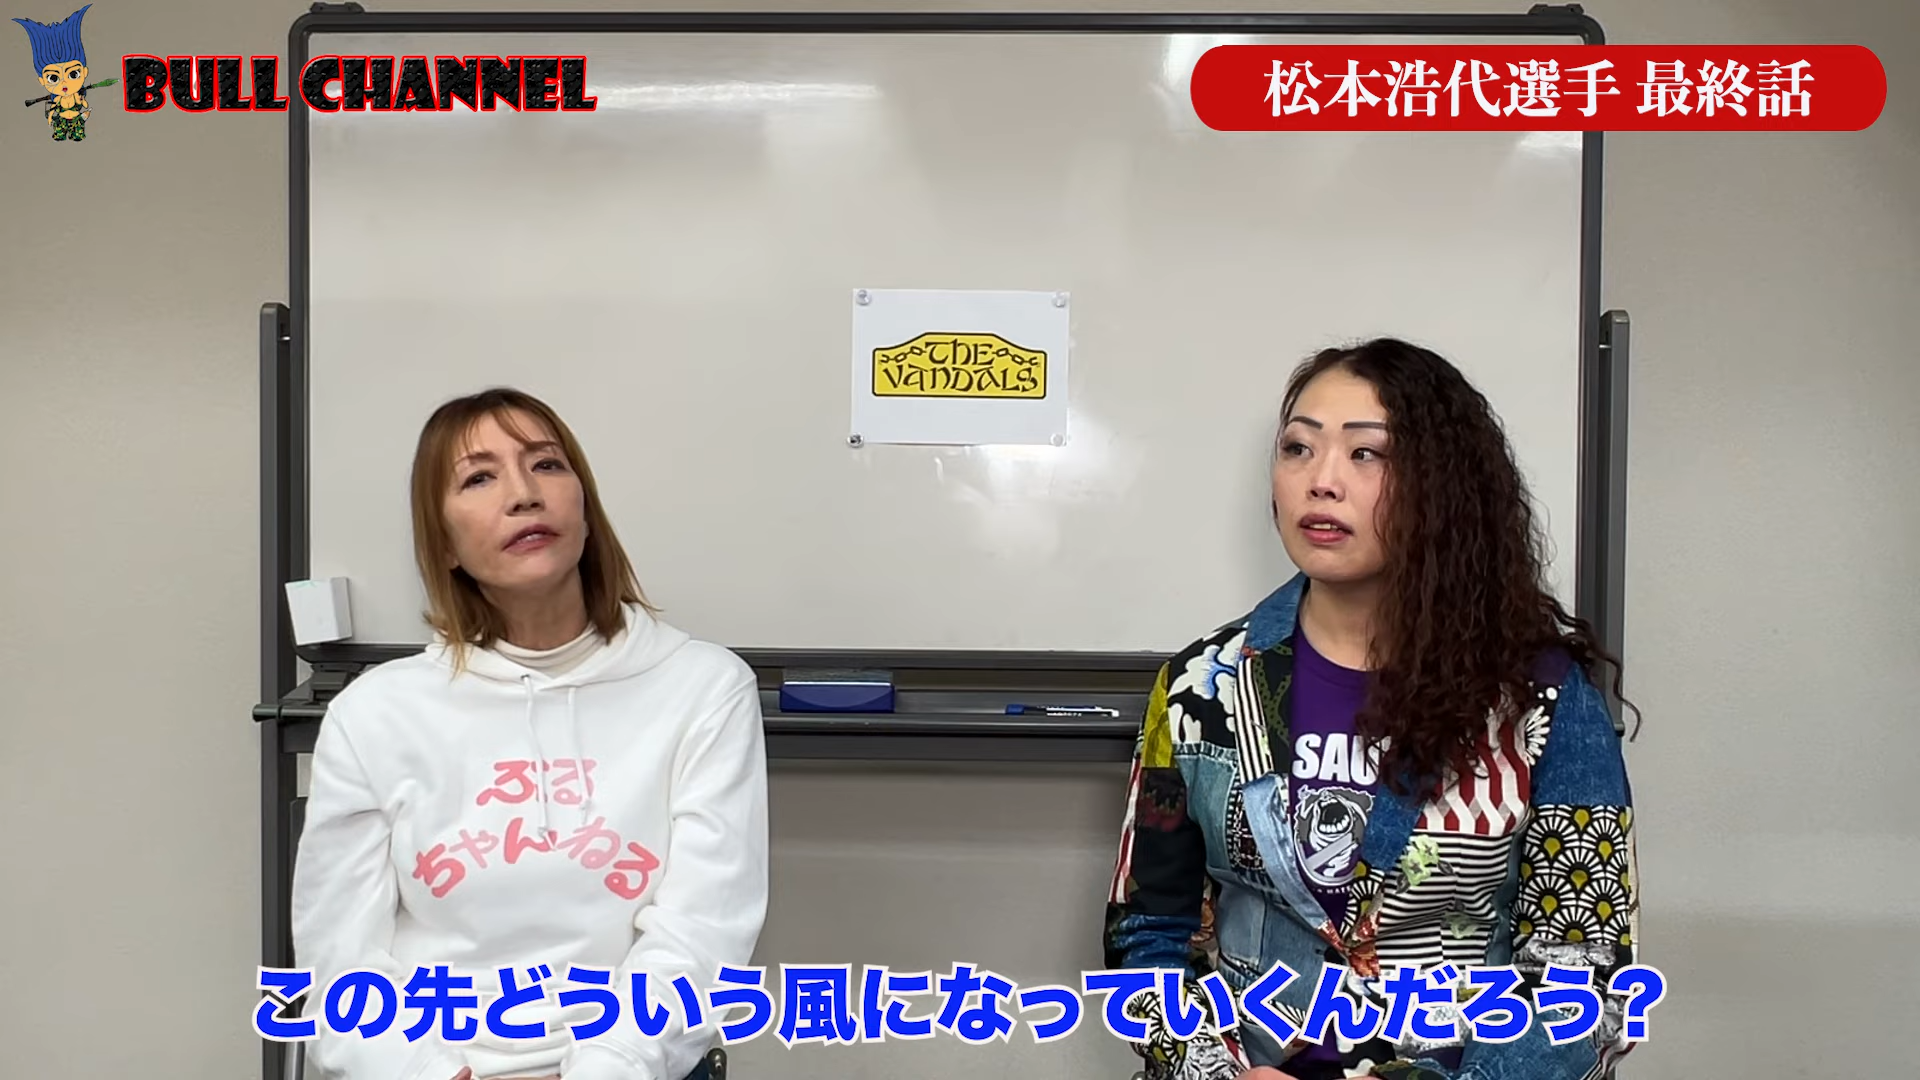 BULL CHANNEL
松本浩代選手 最終話
THE
VANDALS
ぶる
ちゃんねる
SAU
この先どういう風になっていくんだろう?